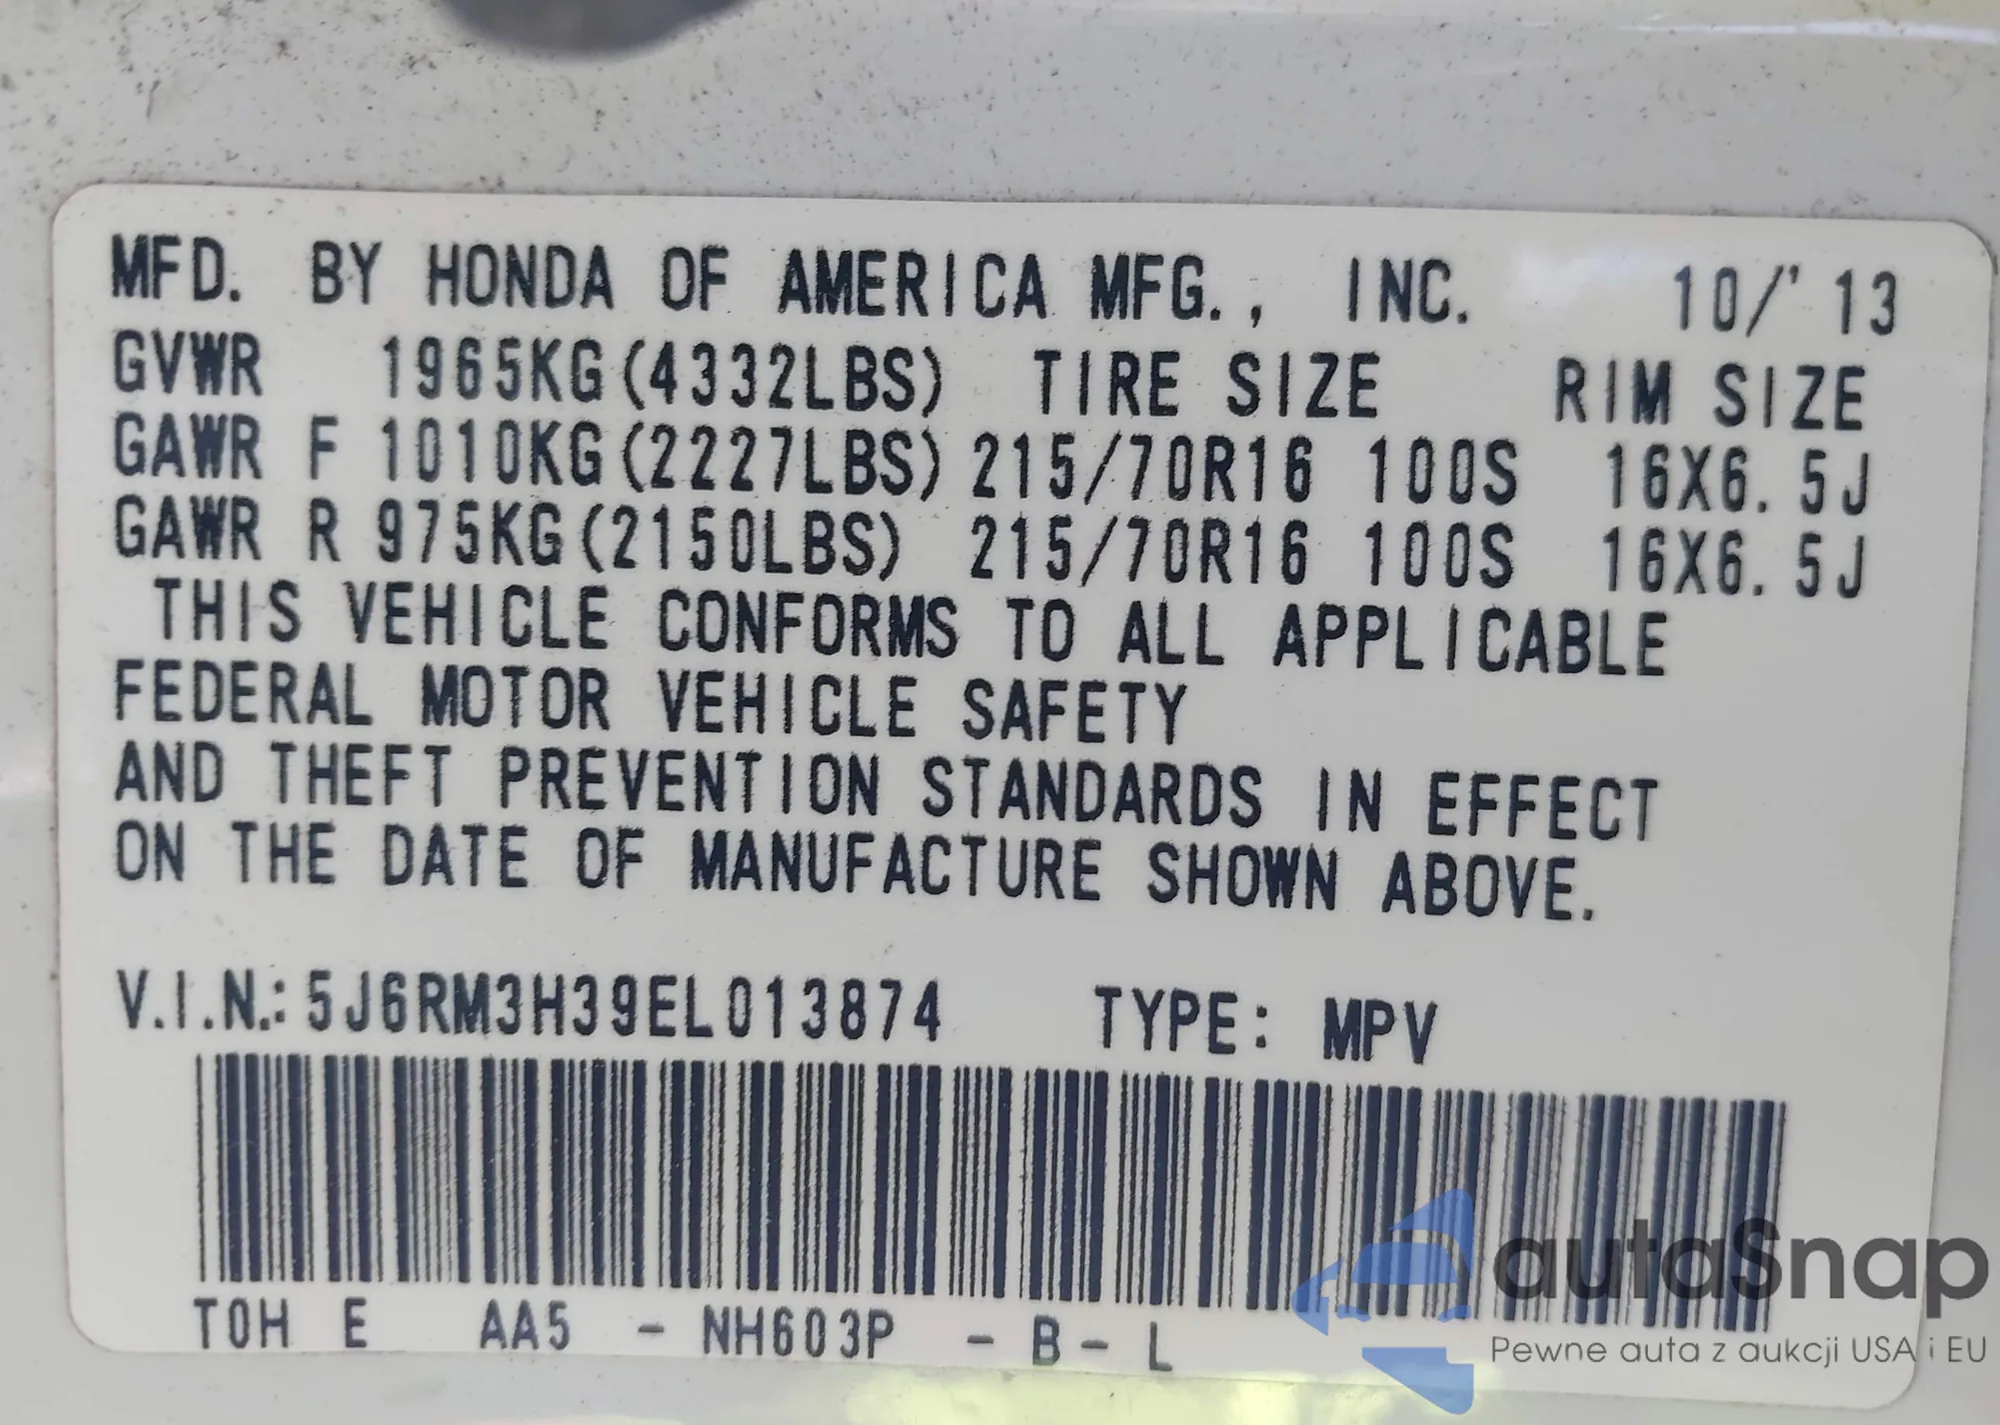 MFD. BY HONDA OF AMERICA MFG., INC. 10/'13
GVWR 1965KG(4332LBS) TIRE SIZE RIM SIZE
GAWR F 1010KG(2227LBS) 215/70R16 100S 16X6.5J
GAWR R 975KG(2150LBS) 215/70R16 100S 16X6.5J
THIS VEHICLE CONFORMS TO ALL APPLICABLE
FEDERAL MOTOR VEHICLE SAFETY
AND THEFT PREVENTION STANDARDS IN EFFECT
ON THE DATE OF MANUFACTURE SHOWN ABOVE.
V.I.N.: 5J6RM3H39EL013874 TYPE: MPV
T0H E AA5 - NH603P - B - L
autaSnap
Pewne auta z aukcji USA i EU